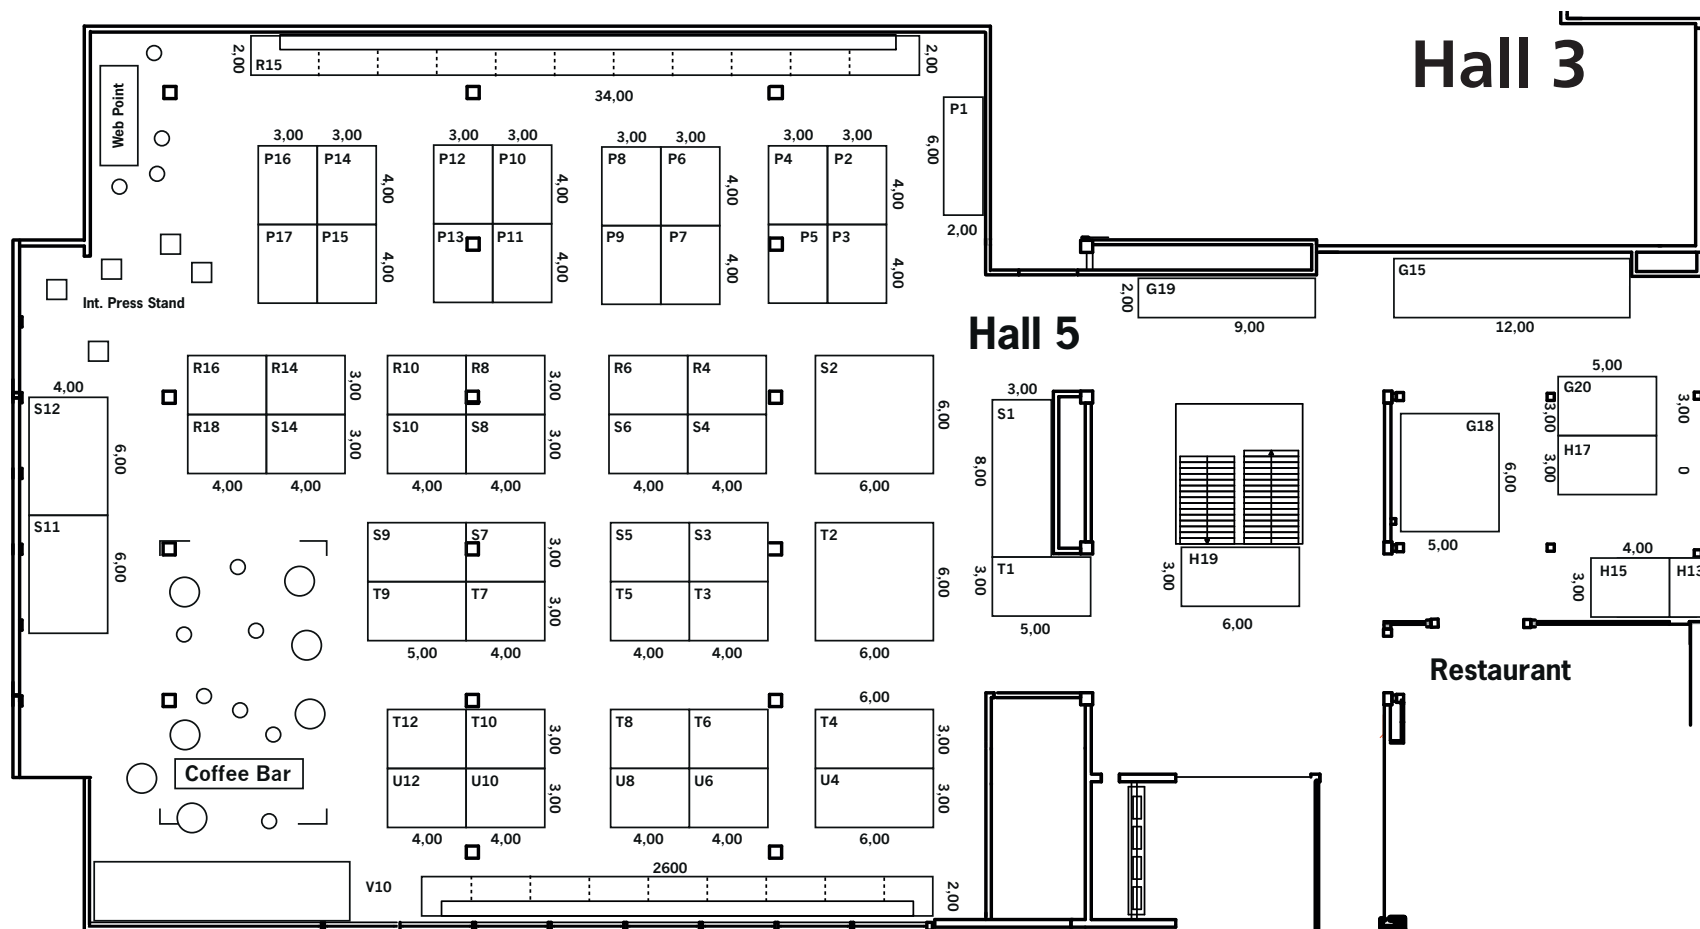 Hall 3
2,00
R15
2,00
34,00
Web Point
P1
6,00
2,00
3,00 3,00
3,00 3,00
3,00 3,00
3,00 3,00
P16 P14
4,00
P12 P10
4,00
P8 P6
4,00
P4 P2
4,00
P17 P15
4,00
P13 P11
4,00
P9 P7
4,00
P5 P3
4,00
Int. Press Stand
G19
2,00
9,00
G15
12,00
Hall 5
R16 R14
3,00
R10 R8
3,00
R6 R4
S2
6,00
R18 S14
3,00
S10 S8
3,00
S6 S4
4,00 4,00
4,00 4,00
4,00 4,00
6,00
4,00
S12
6,00
S11
6,00
3,00
S1
8,00
T1
3,00
5,00
H19
3,00
6,00
G18
6,00
5,00
5,00
G20
3,00
3,00
H17
3,00
0
4,00
H15
H13
3,00
S9 S7
3,00
S5 S3
T2
6,00
T9 T7
3,00
T5 T3
5,00 4,00
4,00 4,00
6,00
Restaurant
6,00
T12 T10
3,00
T8 T6
T4
3,00
U12 U10
3,00
U8 U6
U4
3,00
4,00 4,00
4,00 4,00
6,00
Coffee Bar
V10
2600
2,00